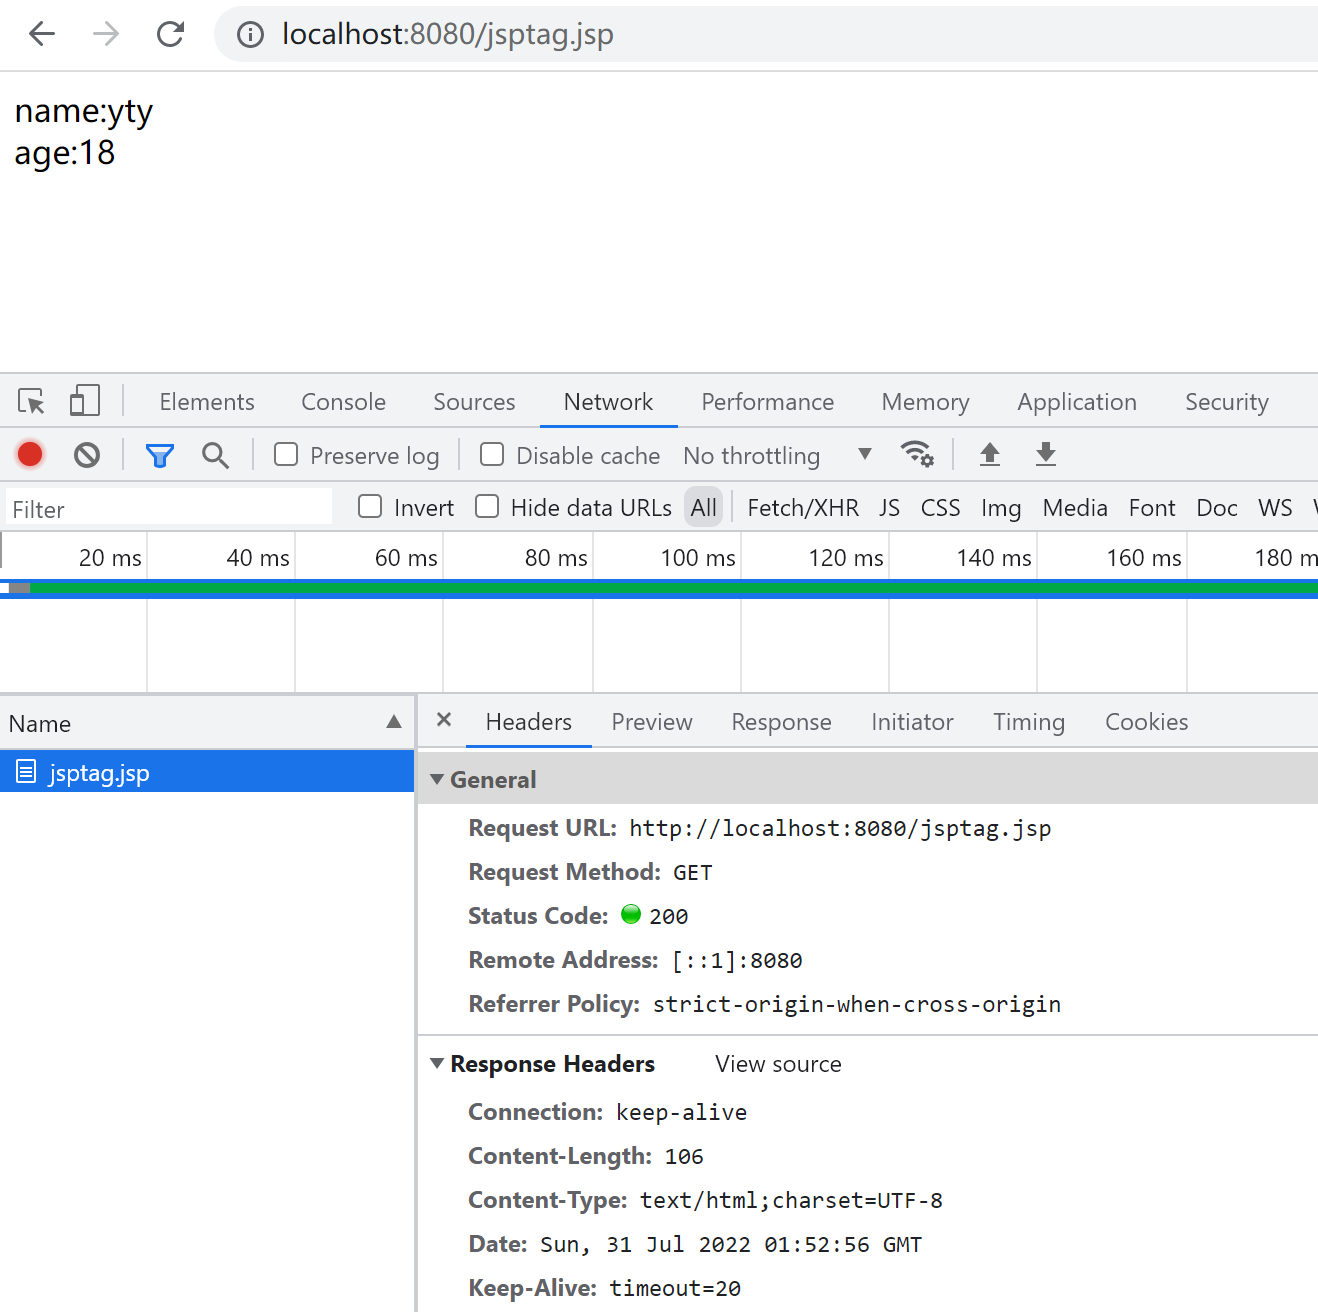 localhost:8080/jsptag.jsp
name:yty
age:18
Elements Console Sources Network Performance Memory Application Security
Preserve log Disable cache No throttling
Filter Invert Hide data URLs All Fetch/XHR JS CSS Img Media Font Doc WS
20 ms 40 ms 60 ms 80 ms 100 ms 120 ms 140 ms 160 ms 180 m
Name
Headers Preview Response Initiator Timing Cookies
jsptag.jsp
General
Request URL: http://localhost:8080/jsptag.jsp
Request Method: GET
Status Code: 200
Remote Address: [::1]:8080
Referrer Policy: strict-origin-when-cross-origin
Response Headers View source
Connection: keep-alive
Content-Length: 106
Content-Type: text/html;charset=UTF-8
Date: Sun, 31 Jul 2022 01:52:56 GMT
Keep-Alive: timeout=20